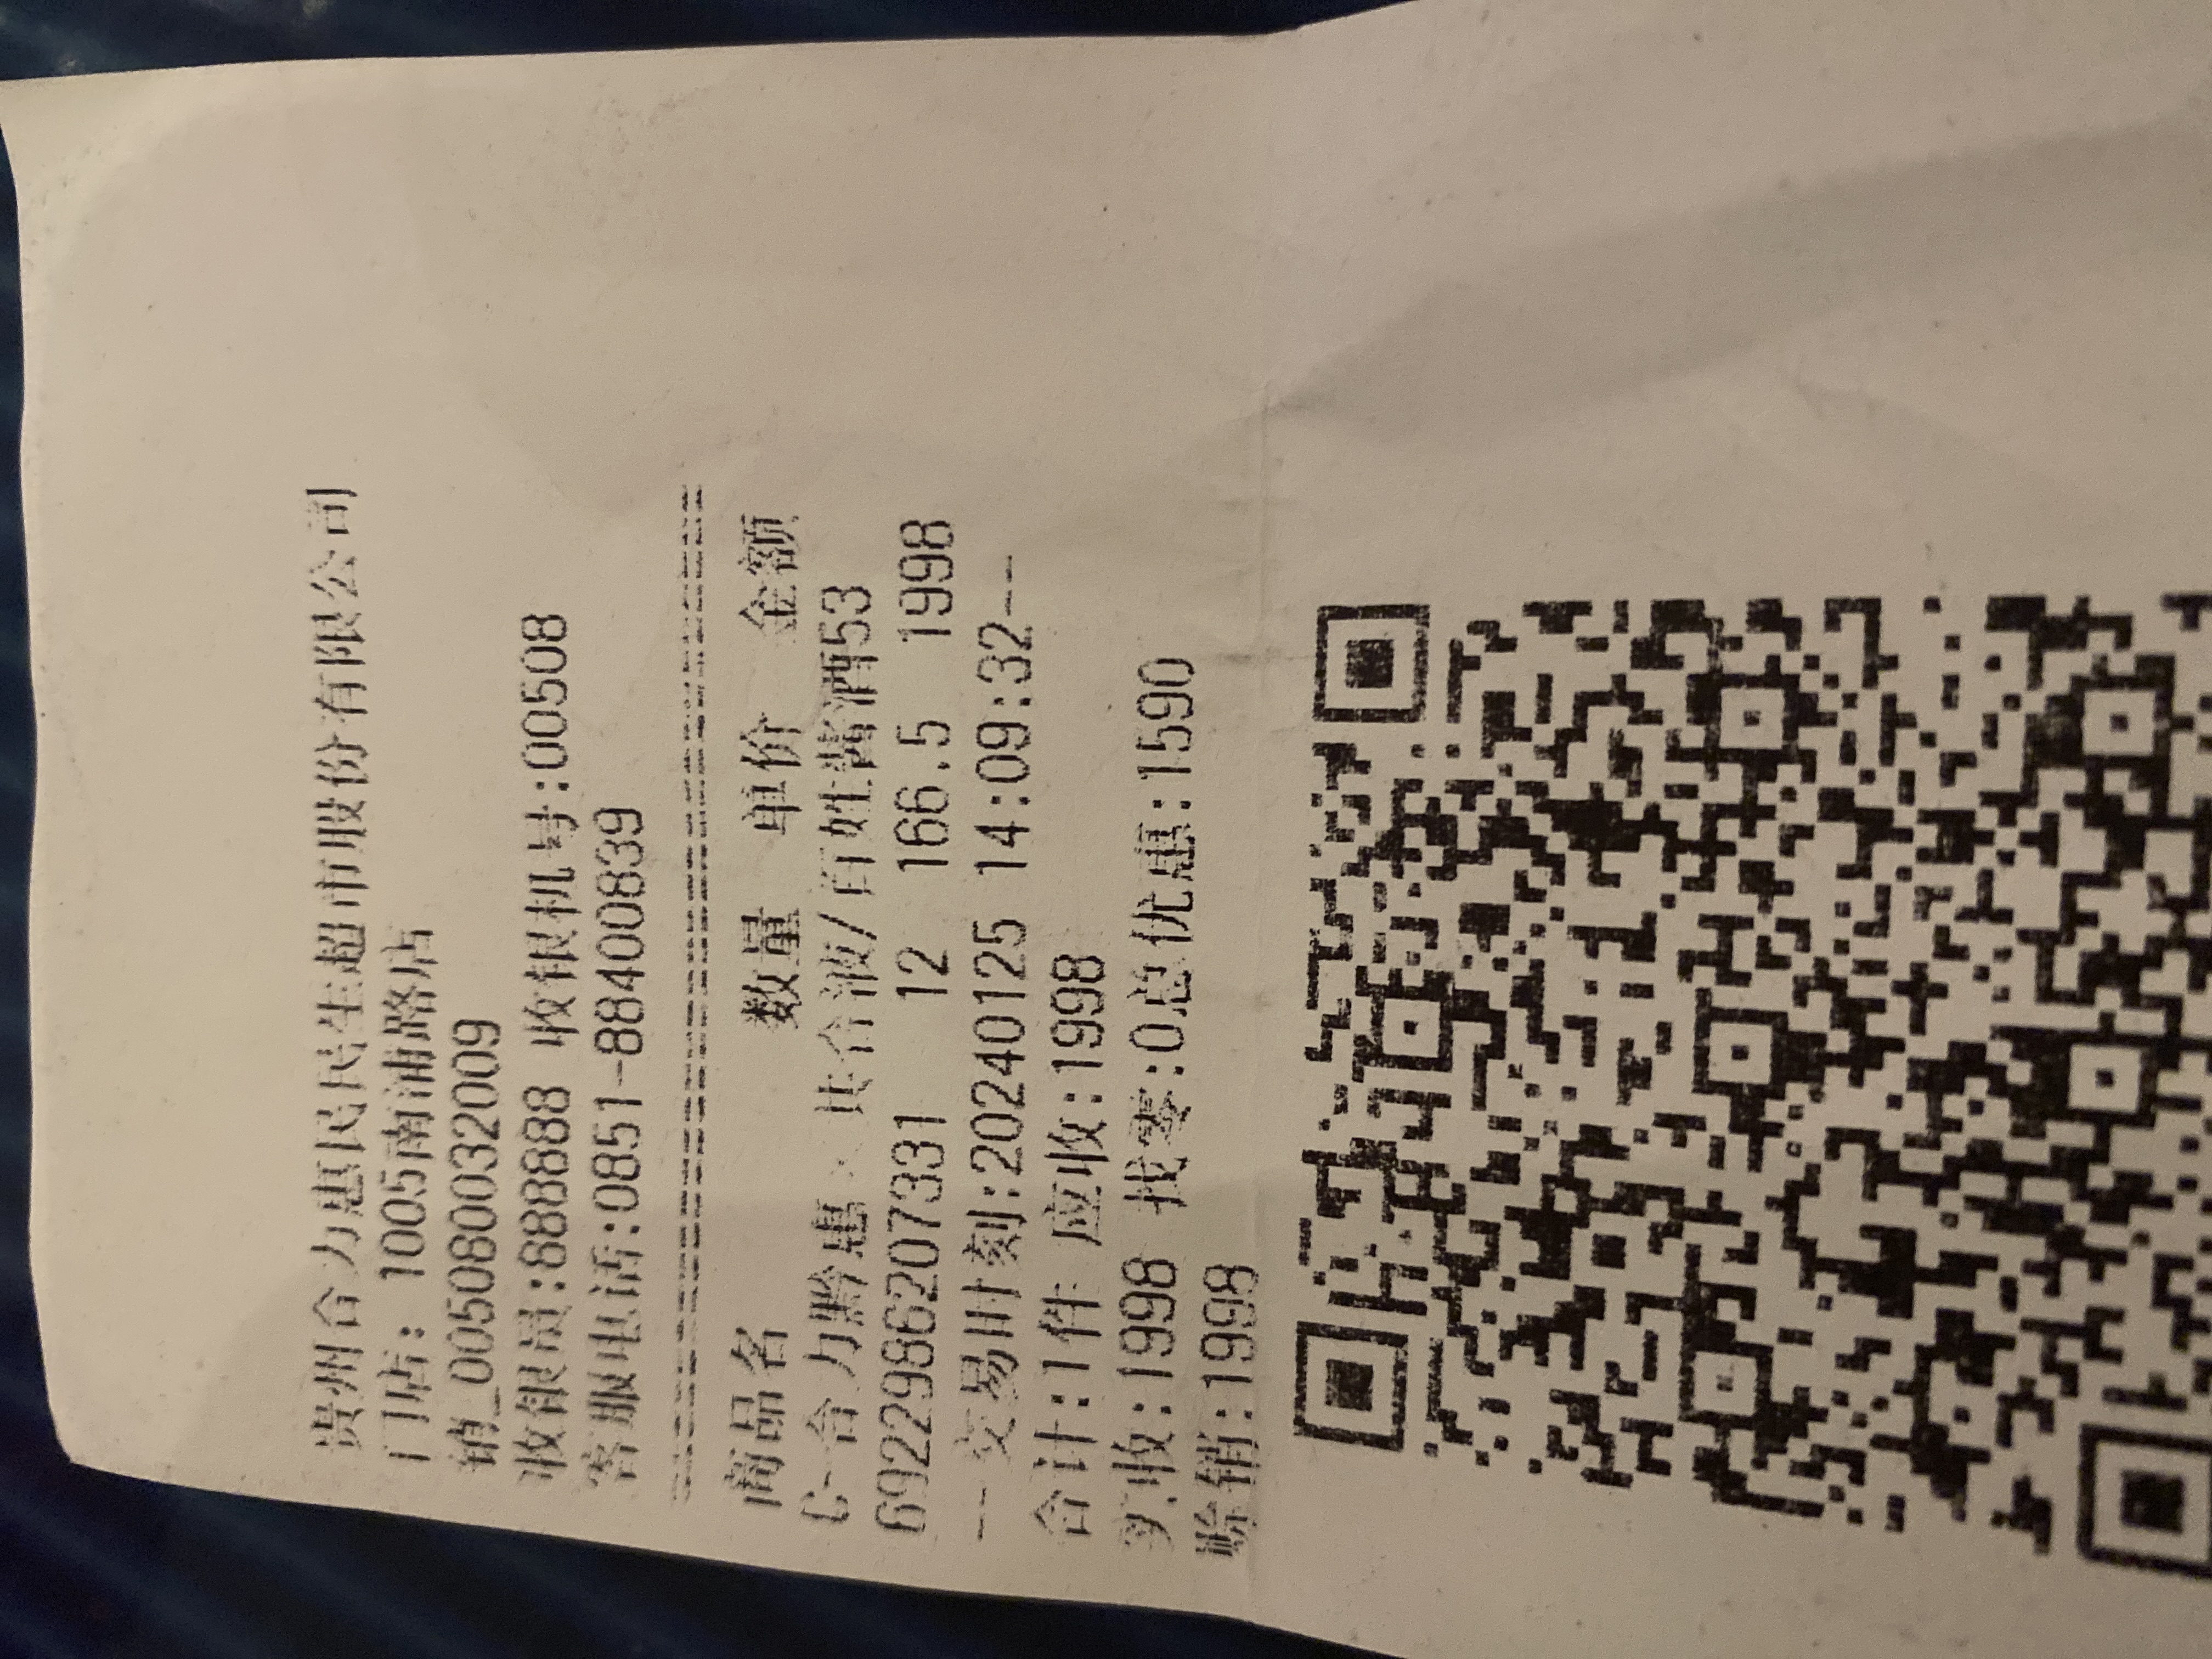 贵州合力惠民民生超市股份有限公司
门店: 1005南浦路店
销_005080032009
收银员:888888 收银机号:00508
客服电话:0851-88400839
商品名 数量 单价 金额
C-合力黔惠 百姓酱酒53
6922986207331 12 166.5 1998
--交易时刻:20240125 14:09:32--
合计:1件 应收:1998
实收:1998 找零:0总优惠:1590
:1998